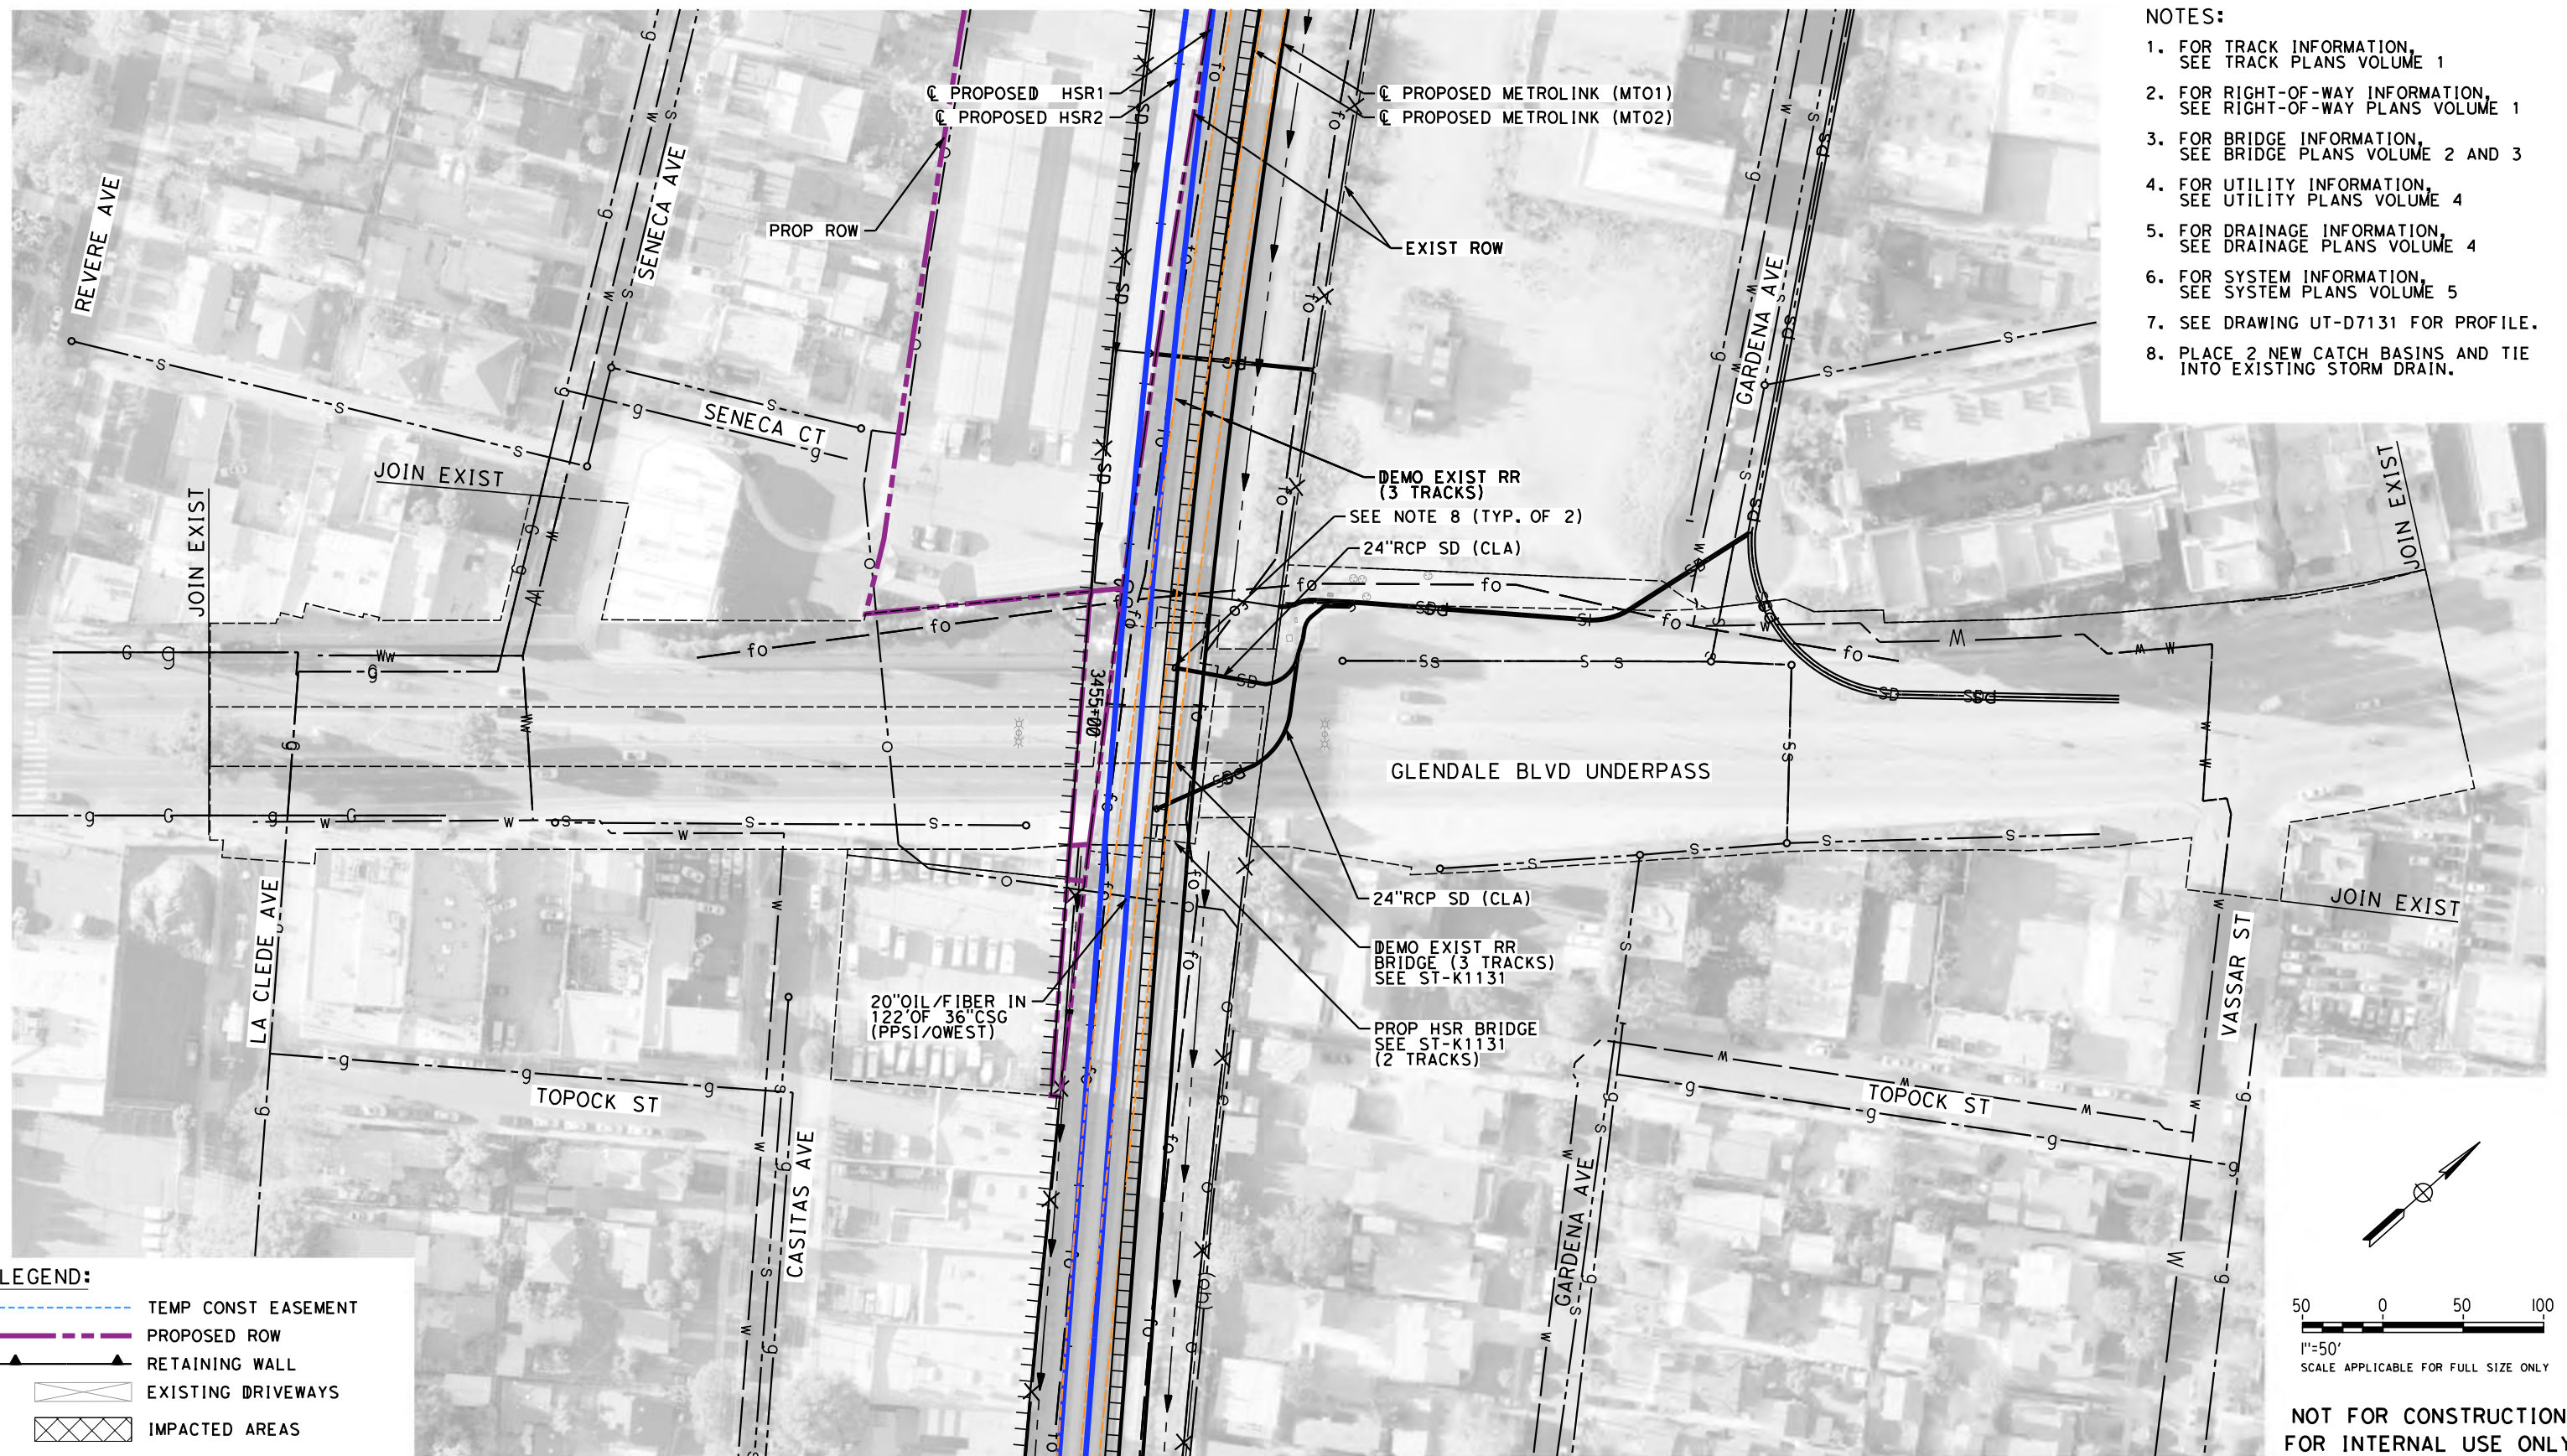 NOTES:
1. FOR TRACK INFORMATION,
SEE TRACK PLANS VOLUME 1
2. FOR RIGHT-OF-WAY INFORMATION,
SEE RIGHT-OF-WAY PLANS VOLUME 1
3. FOR BRIDGE INFORMATION,
SEE BRIDGE PLANS VOLUME 2 AND 3
4. FOR UTILITY INFORMATION,
SEE UTILITY PLANS VOLUME 4
5. FOR DRAINAGE INFORMATION,
SEE DRAINAGE PLANS VOLUME 4
6. FOR SYSTEM INFORMATION,
SEE SYSTEM PLANS VOLUME 5
7. SEE DRAWING UT-D7131 FOR PROFILE.
8. PLACE 2 NEW CATCH BASINS AND TIE
INTO EXISTING STORM DRAIN.
℄ PROPOSED HSR1
℄ PROPOSED HSR2
℄ PROPOSED METROLINK (MT01)
℄ PROPOSED METROLINK (MT02)
PROP ROW
EXIST ROW
REVERE AVE
SENECA AVE
GARDENA AVE
SENECA CT
JOIN EXIST
JOIN EXIST
JOIN EXIST
DEMO EXIST RR
(3 TRACKS)
SEE NOTE 8 (TYP. OF 2)
24"RCP SD (CLA)
3455+00
GLENDALE BLVD UNDERPASS
24"RCP SD (CLA)
JOIN EXIST
LA CLEDE AVE
DEMO EXIST RR
BRIDGE (3 TRACKS)
SEE ST-K1131
20"OIL/FIBER IN
122'OF 36"CSG
(PPSI/QWEST)
PROP HSR BRIDGE
SEE ST-K1131
(2 TRACKS)
VASSAR ST
TOPOCK ST
TOPOCK ST
CASITAS AVE
GARDENA AVE
LEGEND:
TEMP CONST EASEMENT
PROPOSED ROW
RETAINING WALL
EXISTING DRIVEWAYS
IMPACTED AREAS
50 0 50 100
1"=50'
SCALE APPLICABLE FOR FULL SIZE ONLY
NOT FOR CONSTRUCTION
FOR INTERNAL USE ONLY